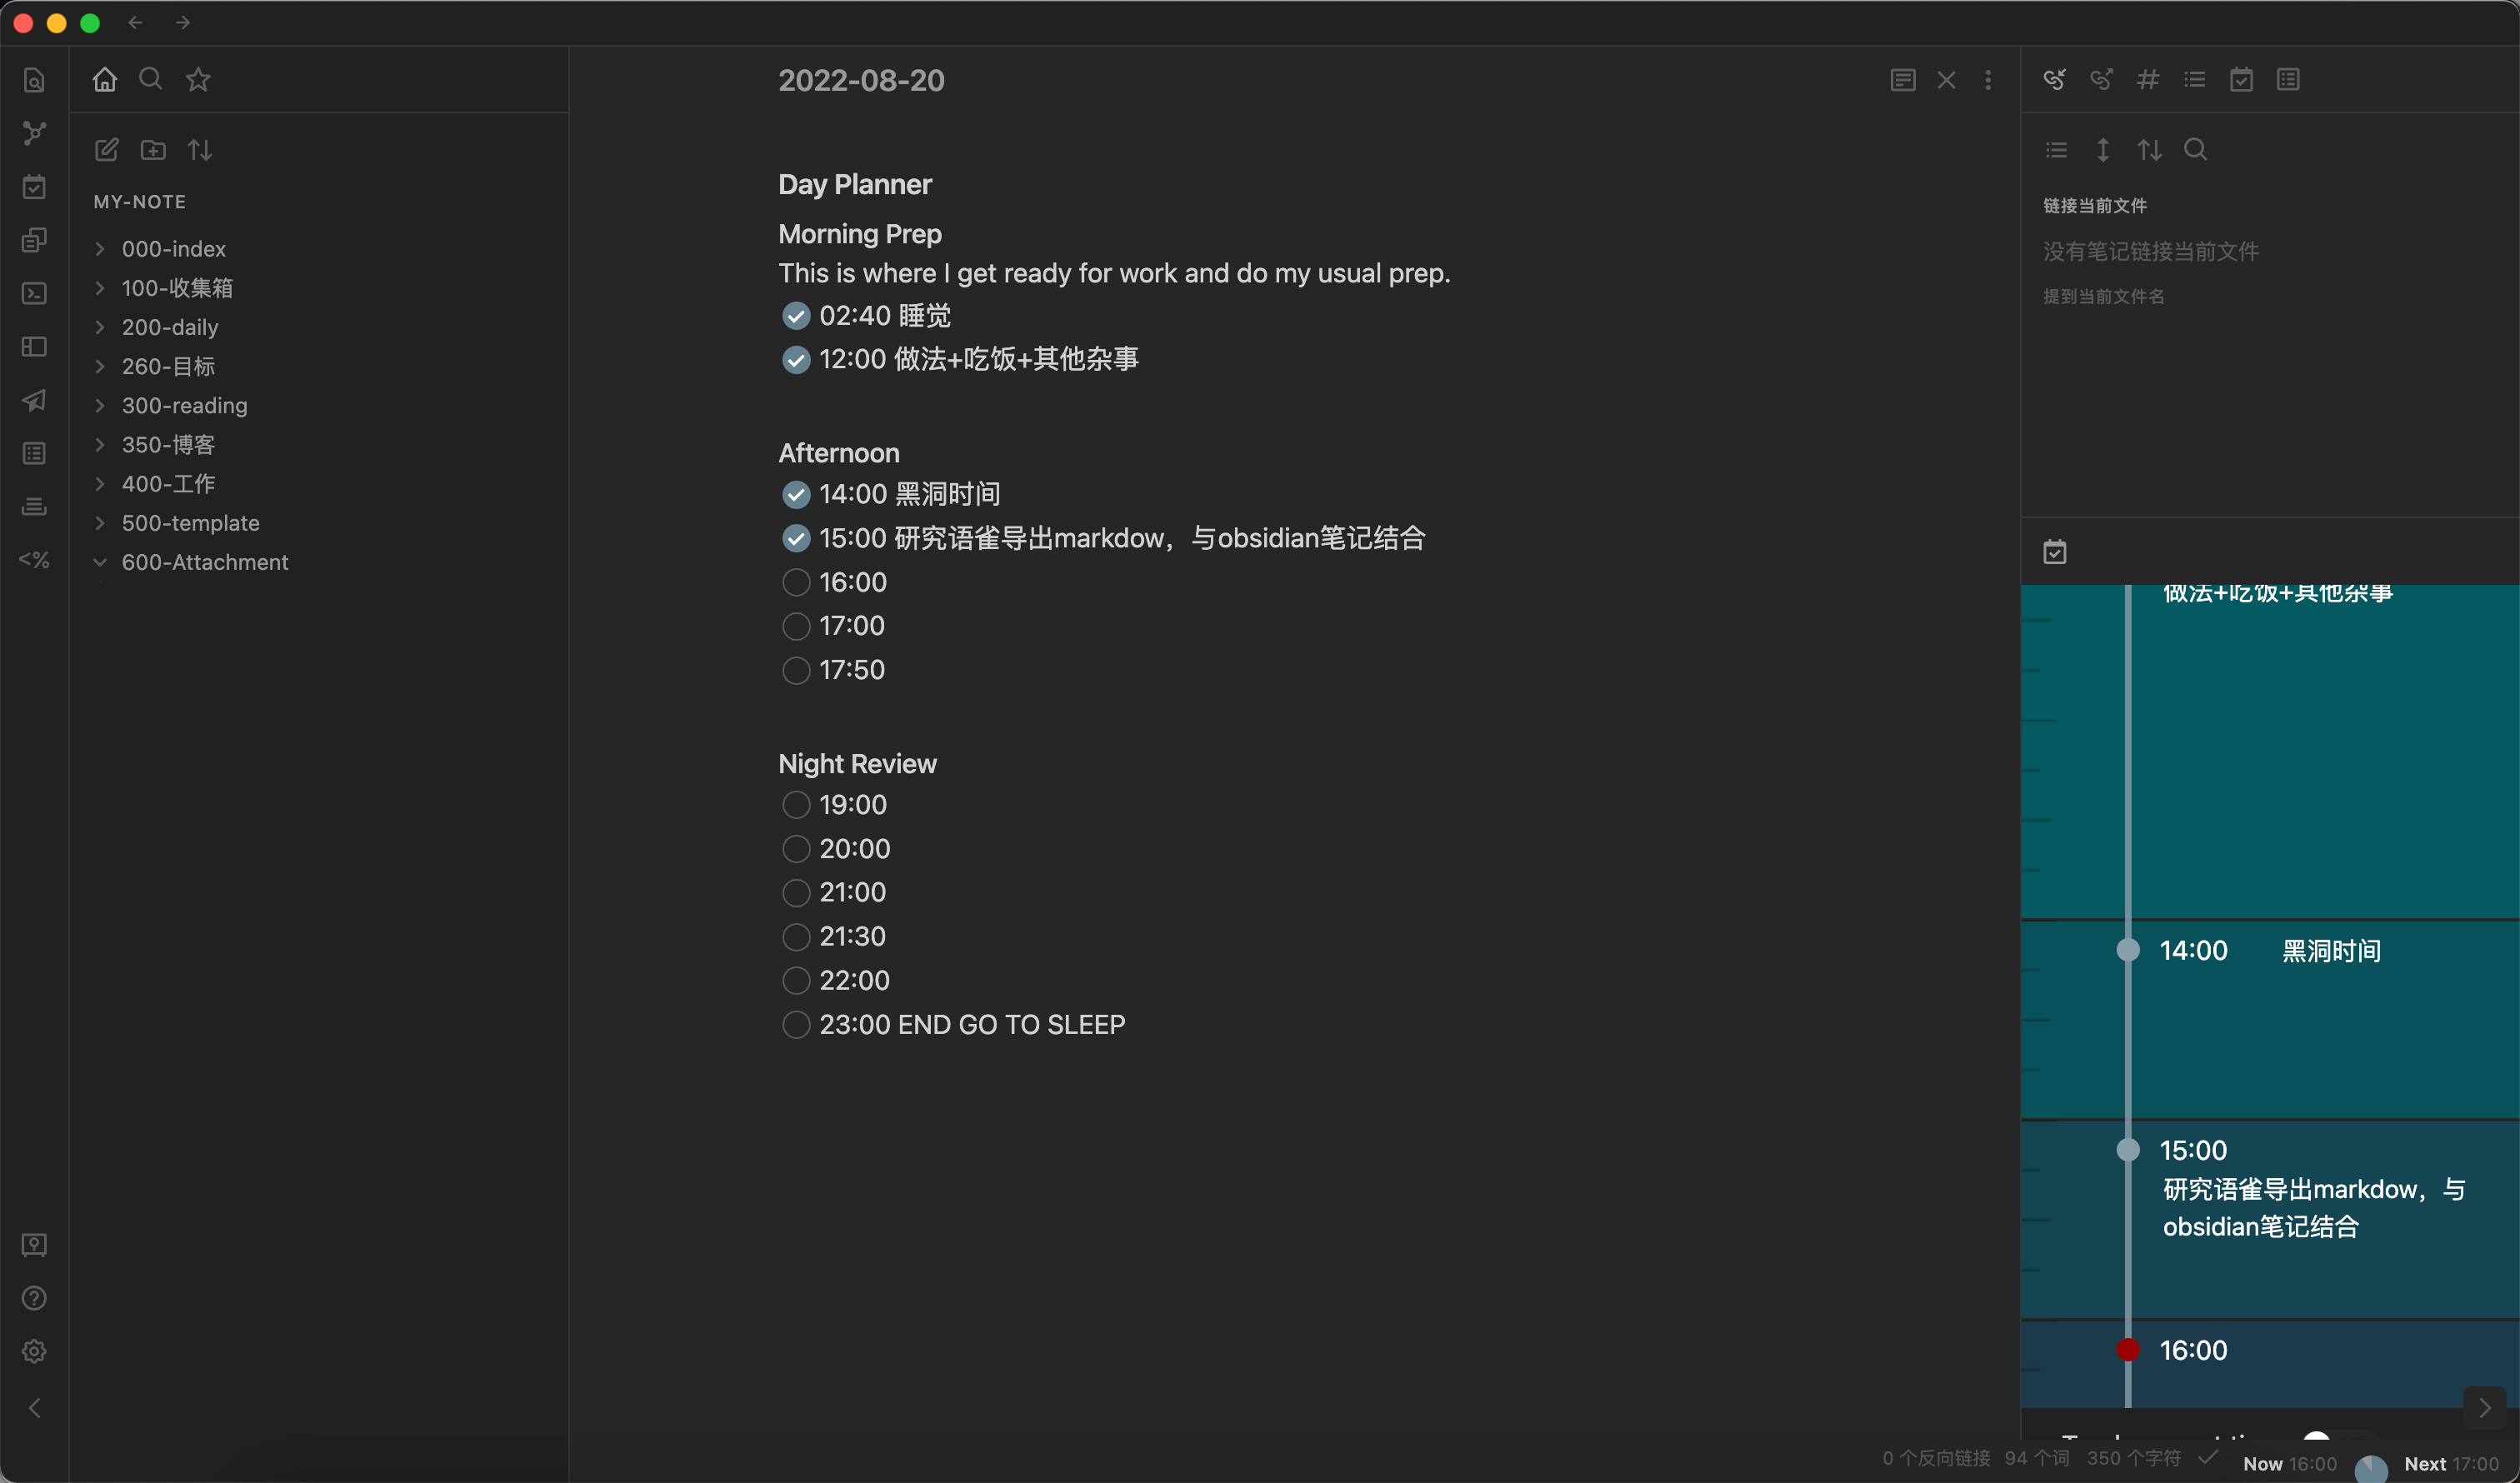 2022-08-20
MY-NOTE
000-index
100-收集箱
200-daily
260-目标
300-reading
350-博客
400-工作
500-template
600-Attachment
<%
Day Planner
Morning Prep
This is where I get ready for work and do my usual prep.
02:40 睡觉
12:00 做法+吃饭+其他杂事
Afternoon
14:00 黑洞时间
15:00 研究语雀导出markdow，与obsidian笔记结合
16:00
17:00
17:50
Night Review
19:00
20:00
21:00
21:30
22:00
23:00 END GO TO SLEEP
链接当前文件
没有笔记链接当前文件
提到当前文件名
做法+吃饭+其他杂事
14:00 黑洞时间
15:00
研究语雀导出markdow，与
obsidian笔记结合
16:00
0 个反向链接 94 个词 350 个字符 Now 16:00 Next 17:00